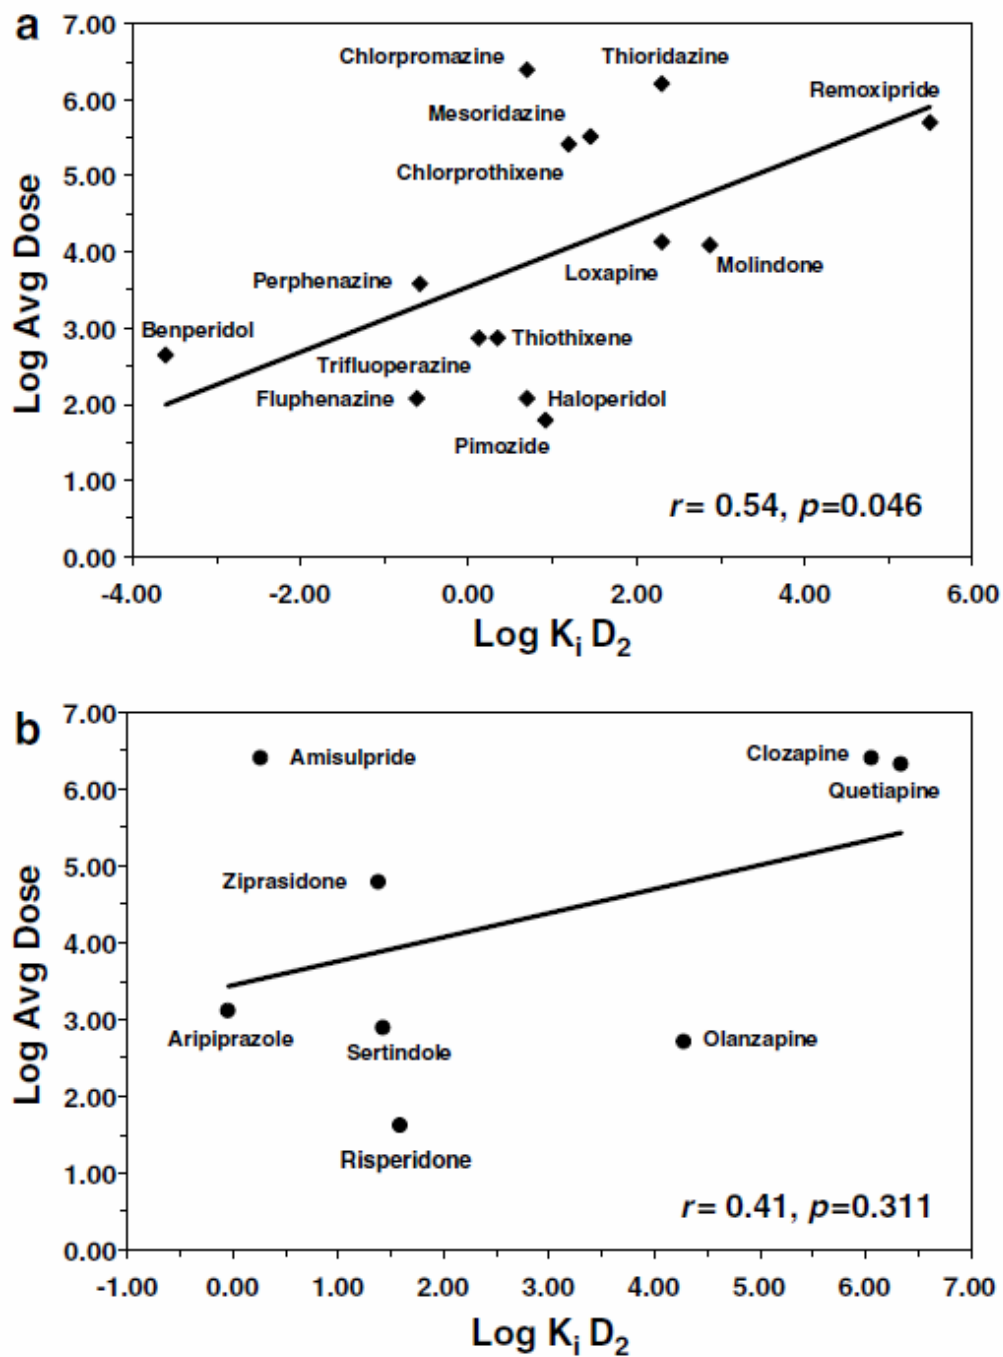 a
7.00
6.00
5.00
4.00
3.00
2.00
1.00
0.00
Log Avg Dose
Chlorpromazine
Thioridazine
Remoxipride
Mesoridazine
Chlorprothixene
Loxapine
Molindone
Perphenazine
Benperidol
Thiothixene
Trifluoperazine
Fluphenazine
Haloperidol
Pimozide
r= 0.54, p=0.046
-4.00 -2.00 0.00 2.00 4.00 6.00
Log Ki D2
b
7.00
6.00
5.00
4.00
3.00
2.00
1.00
0.00
Log Avg Dose
Amisulpride
Clozapine
Quetiapine
Ziprasidone
Aripiprazole
Sertindole
Olanzapine
Risperidone
r= 0.41, p=0.311
-1.00 0.00 1.00 2.00 3.00 4.00 5.00 6.00 7.00
Log Ki D2